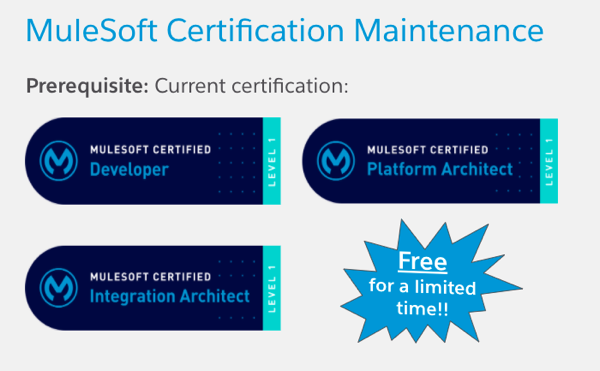 MuleSoft Certification Maintenance
Prerequisite: Current certification:
MULESOFT CERTIFIED
Developer
LEVEL 1
MULESOFT CERTIFIED
Platform Architect
LEVEL 1
MULESOFT CERTIFIED
Integration Architect
LEVEL 1
Free
for a limited
time!!